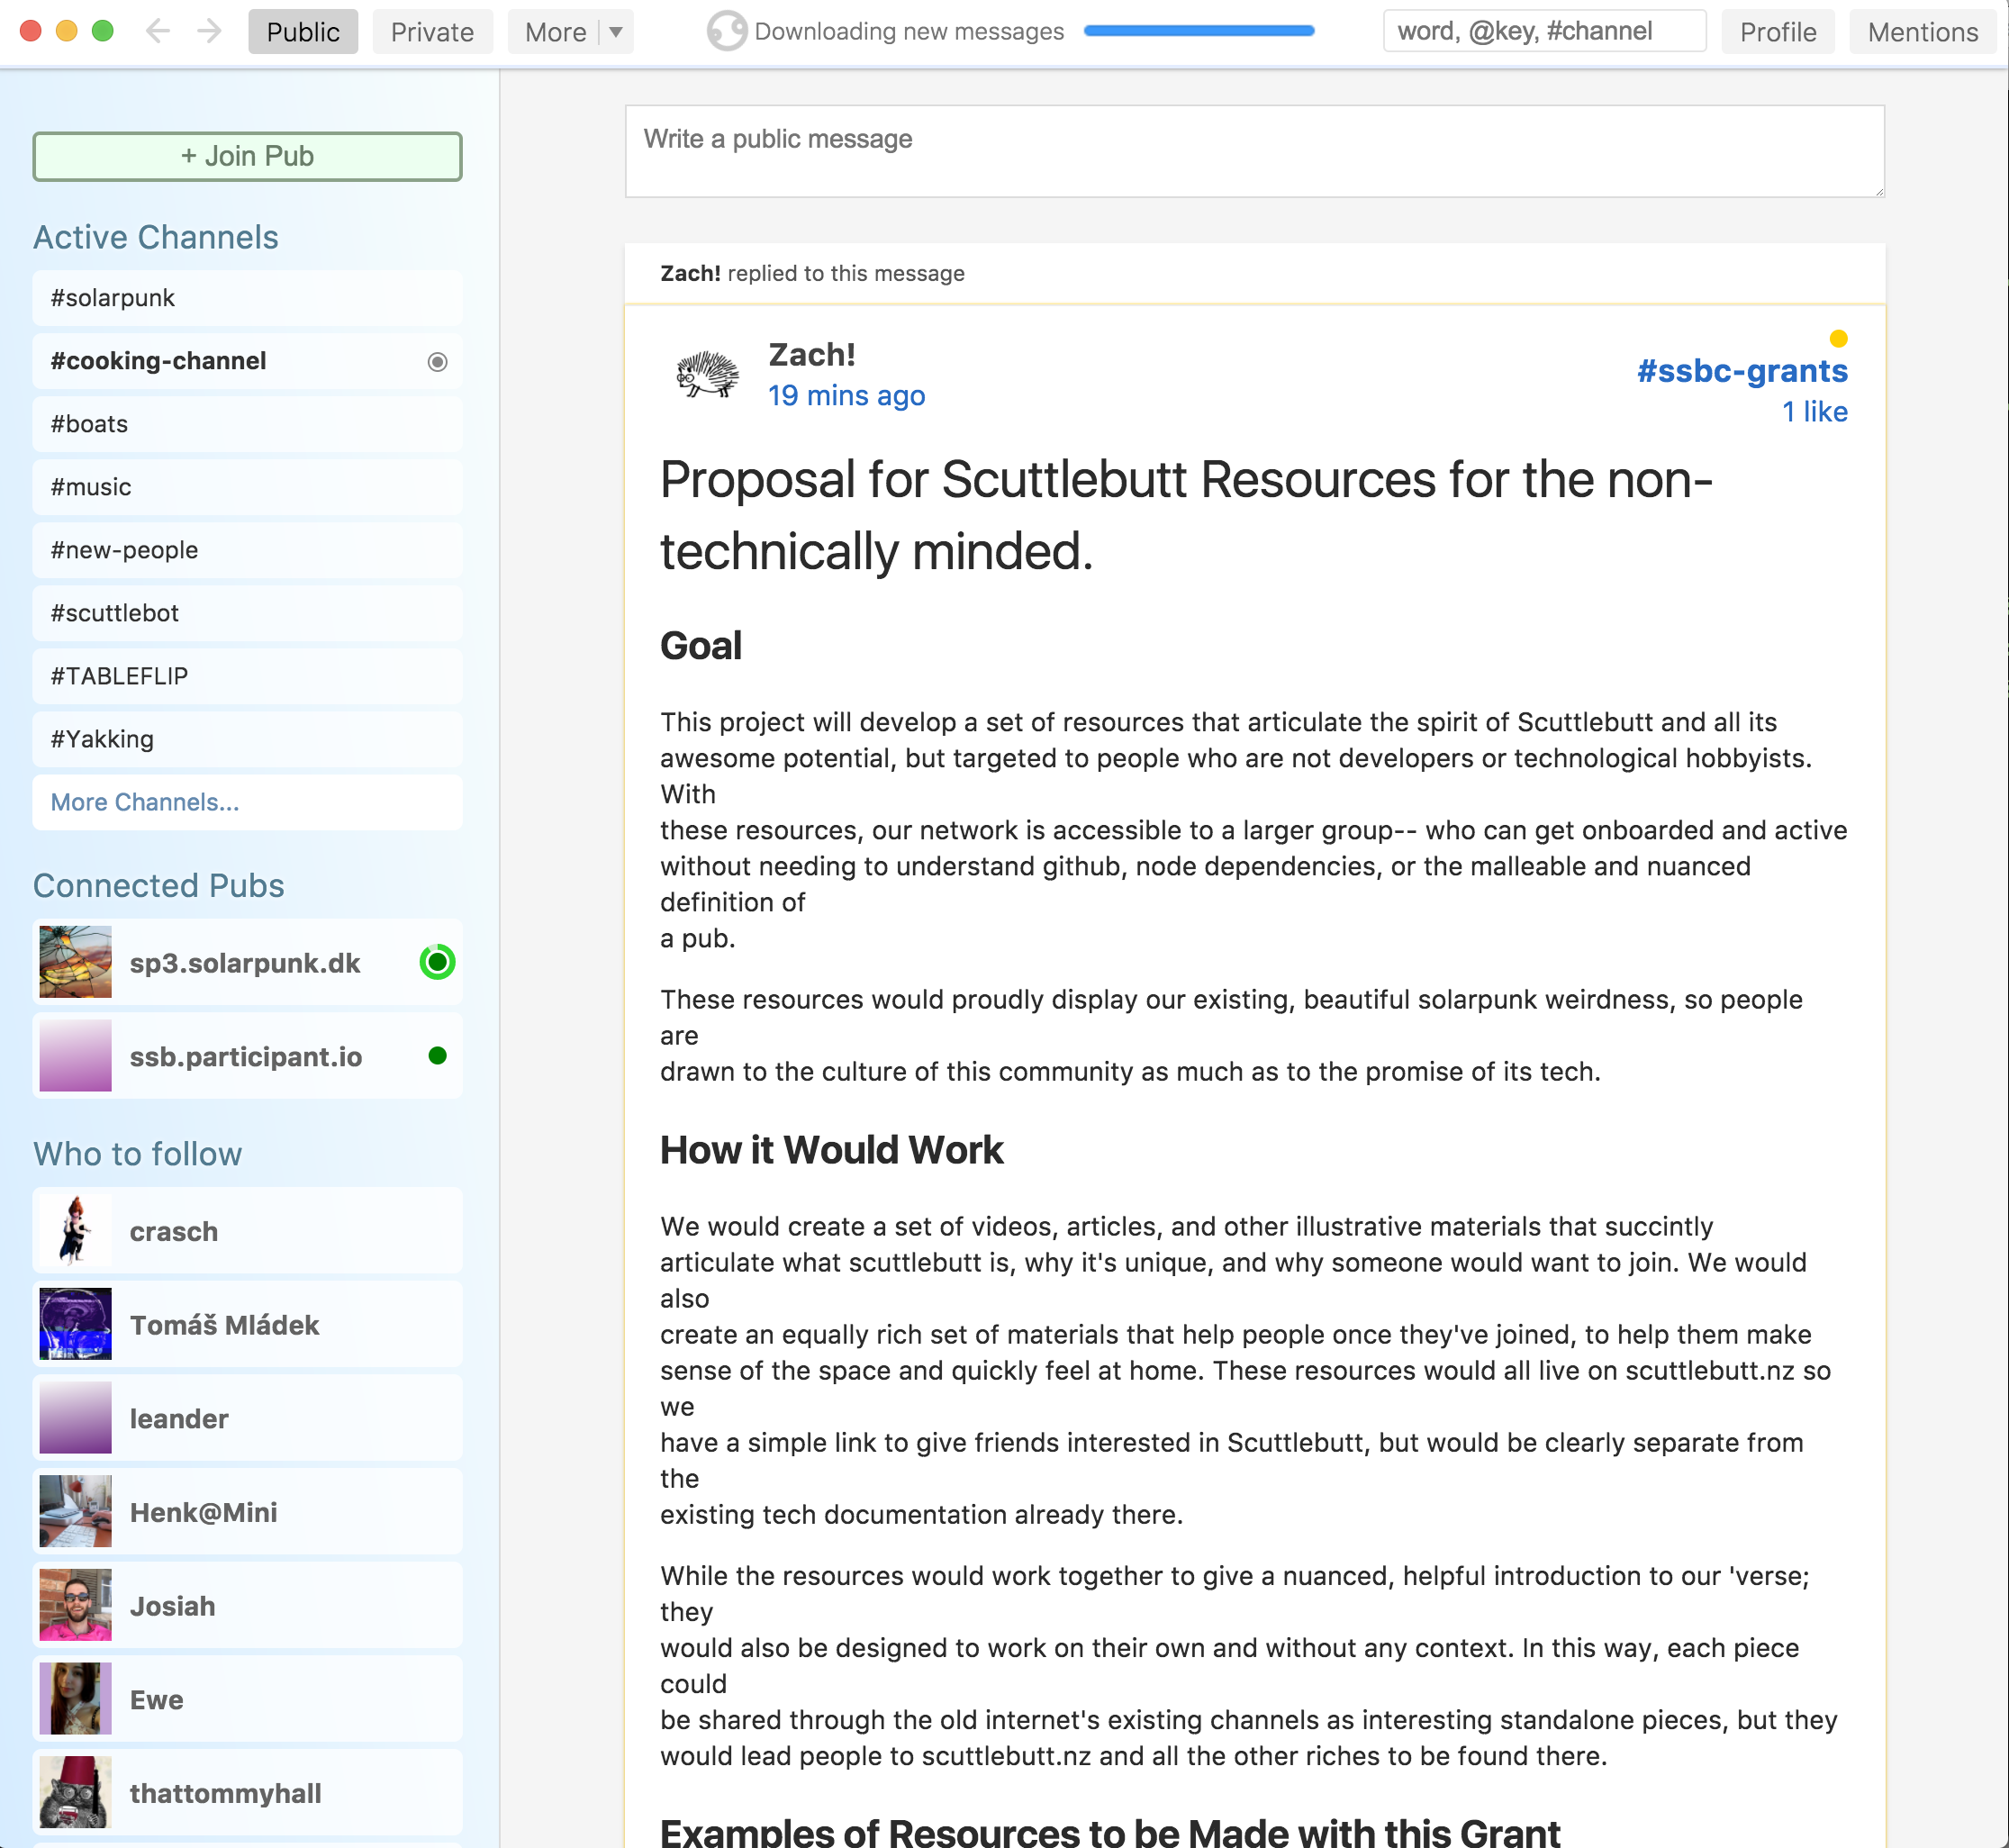 Public
Private
More
Downloading new messages
word, @key, #channel
Profile
Mentions
+ Join Pub
Active Channels
#solarpunk
#cooking-channel
#boats
#music
#new-people
#scuttlebot
#TABLEFLIP
#Yakking
More Channels...
Connected Pubs
sp3.solarpunk.dk
ssb.participant.io
Who to follow
crasch
Tomáš Mládek
leander
Henk@Mini
Josiah
Ewe
thattommyhall
Write a public message
Zach! replied to this message
Zach!
19 mins ago
#ssbc-grants
1 like
Proposal for Scuttlebutt Resources for the non-
technically minded.
Goal
This project will develop a set of resources that articulate the spirit of Scuttlebutt and all its
awesome potential, but targeted to people who are not developers or technological hobbyists.
With
these resources, our network is accessible to a larger group-- who can get onboarded and active
without needing to understand github, node dependencies, or the malleable and nuanced
definition of
a pub.
These resources would proudly display our existing, beautiful solarpunk weirdness, so people
are
drawn to the culture of this community as much as to the promise of its tech.
How it Would Work
We would create a set of videos, articles, and other illustrative materials that succintly
articulate what scuttlebutt is, why it's unique, and why someone would want to join. We would
also
create an equally rich set of materials that help people once they've joined, to help them make
sense of the space and quickly feel at home. These resources would all live on scuttlebutt.nz so
we
have a simple link to give friends interested in Scuttlebutt, but would be clearly separate from
the
existing tech documentation already there.
While the resources would work together to give a nuanced, helpful introduction to our 'verse;
they
would also be designed to work on their own and without any context. In this way, each piece
could
be shared through the old internet's existing channels as interesting standalone pieces, but they
would lead people to scuttlebutt.nz and all the other riches to be found there.
Examples of Resources to be Made with this Grant